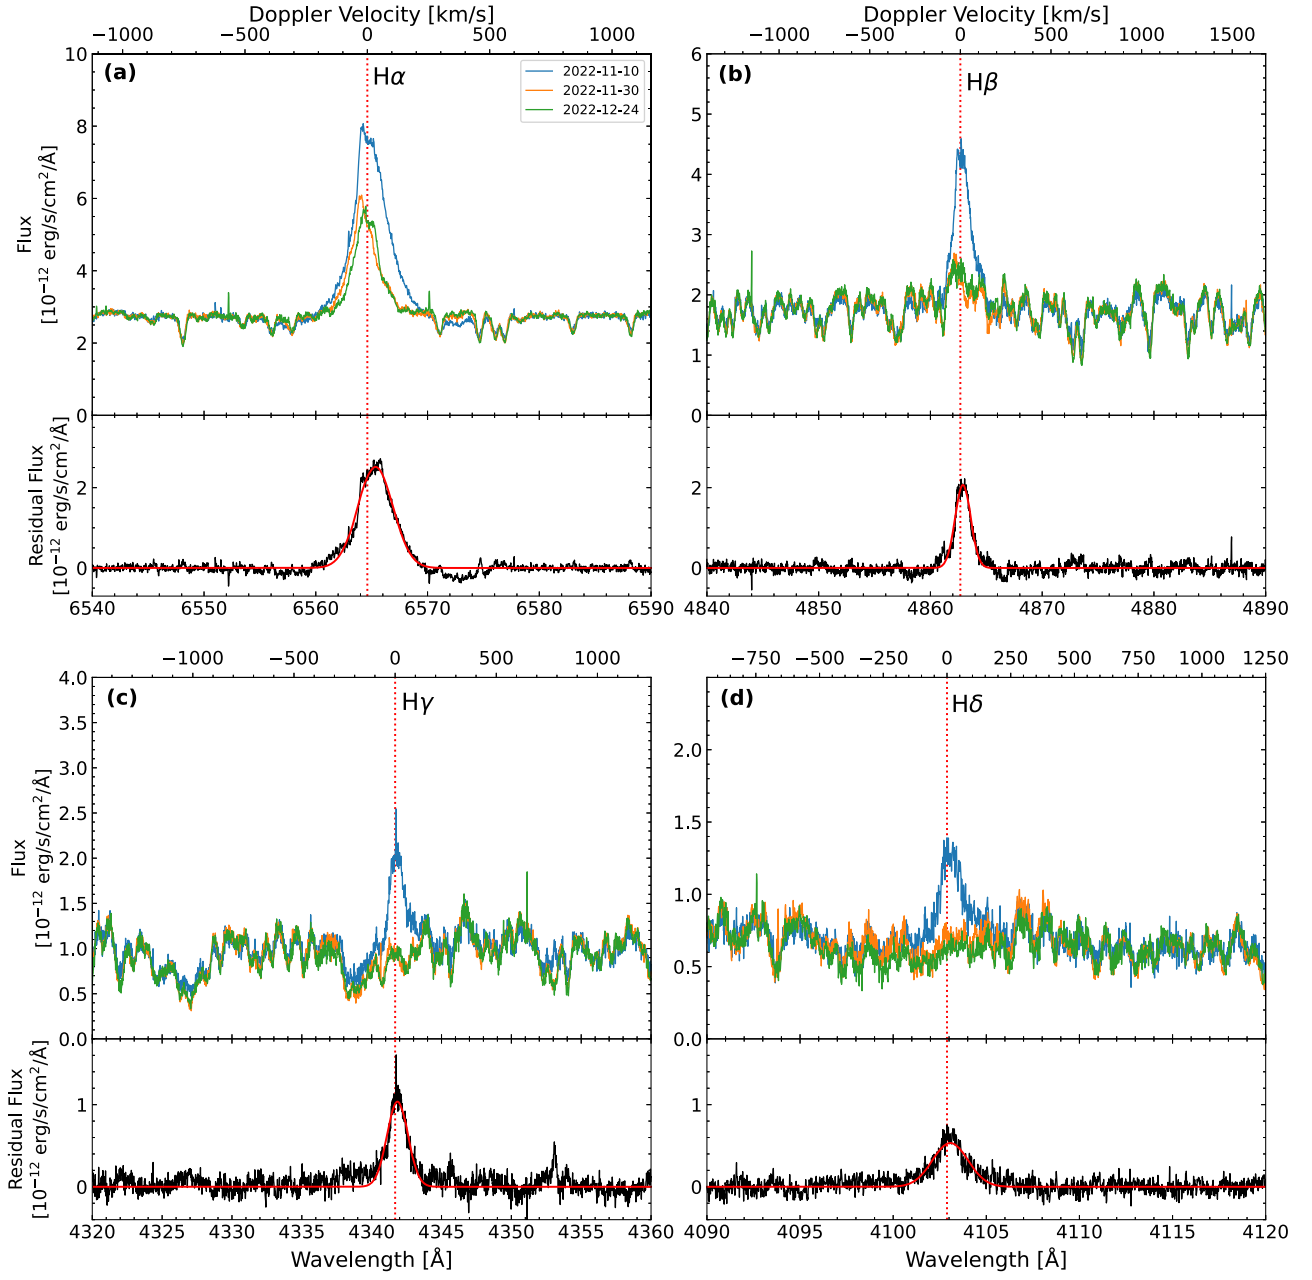 Doppler Velocity [km/s]
−1000 −500 0 500 1000
(a)
Hα
2022-11-10
2022-11-30
2022-12-24
10
8
6
4
2
0
Flux
[10⁻¹² erg/s/cm²/Å]
2
0
Residual Flux
[10⁻¹² erg/s/cm²/Å]
6540 6550 6560 6570 6580 6590
Doppler Velocity [km/s]
−1000 −500 0 500 1000 1500
(b)
Hβ
6
5
4
3
2
1
0
2
0
4840 4850 4860 4870 4880 4890
−1000 −500 0 500 1000
(c)
Hγ
4.0
3.5
3.0
2.5
2.0
1.5
1.0
0.5
0.0
Flux
[10⁻¹² erg/s/cm²/Å]
1
0
Residual Flux
[10⁻¹² erg/s/cm²/Å]
4320 4330 4340 4350 4360
Wavelength [Å]
−750 −500 −250 0 250 500 750 1000 1250
(d)
Hδ
2.0
1.5
1.0
0.5
0.0
1
0
4090 4095 4100 4105 4110 4115 4120
Wavelength [Å]